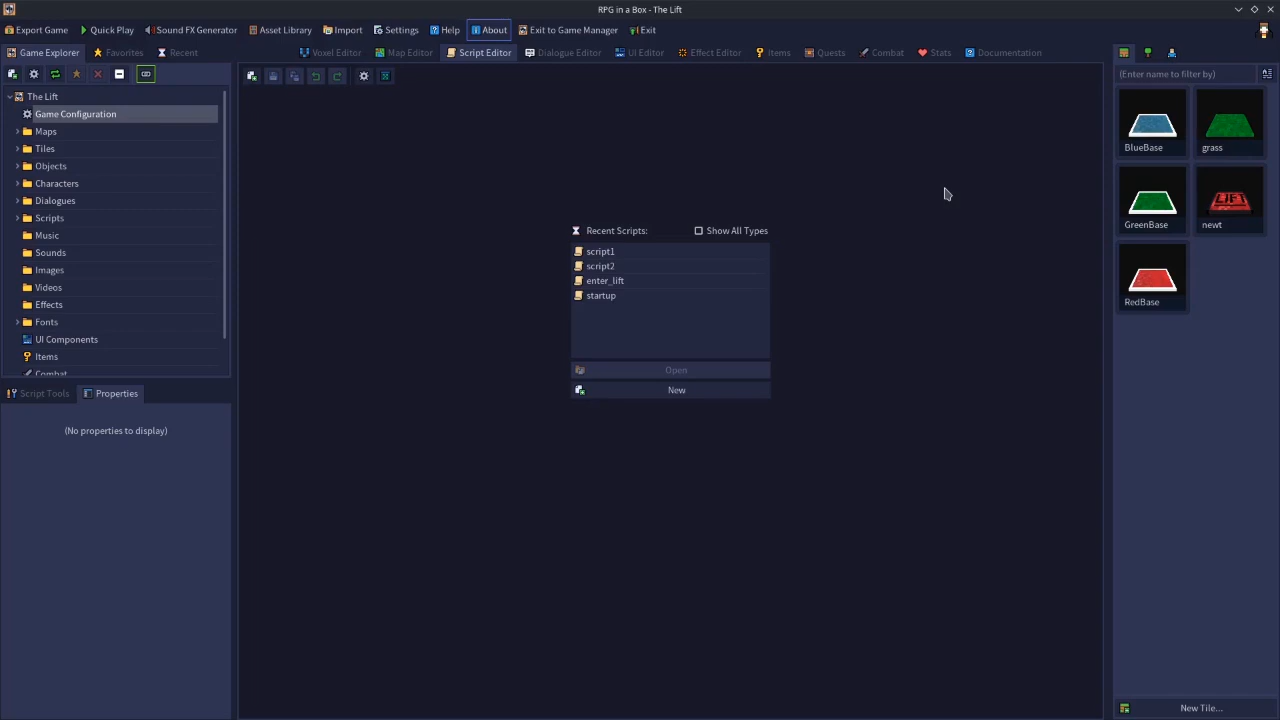 RPG in a Box - The Lift
Export Game Quick Play Sound FX Generator Asset Library Import Settings Help About Exit to Game Manager Exit
Game Explorer Favorites Recent Voxel Editor Map Editor Script Editor Dialogue Editor UI Editor Effect Editor Items Quests Combat Stats Documentation
(Enter name to filter by)
The Lift
Game Configuration
Maps
Tiles
Objects
Characters
Dialogues
Scripts
Music
Sounds
Images
Videos
Effects
Fonts
UI Components
Items
Combat
Script Tools Properties
(No properties to display)
Recent Scripts: Show All Types
script1
script2
enter_lift
startup
Open
New
BlueBase grass
GreenBase LIFT newt
RedBase
New Tile...